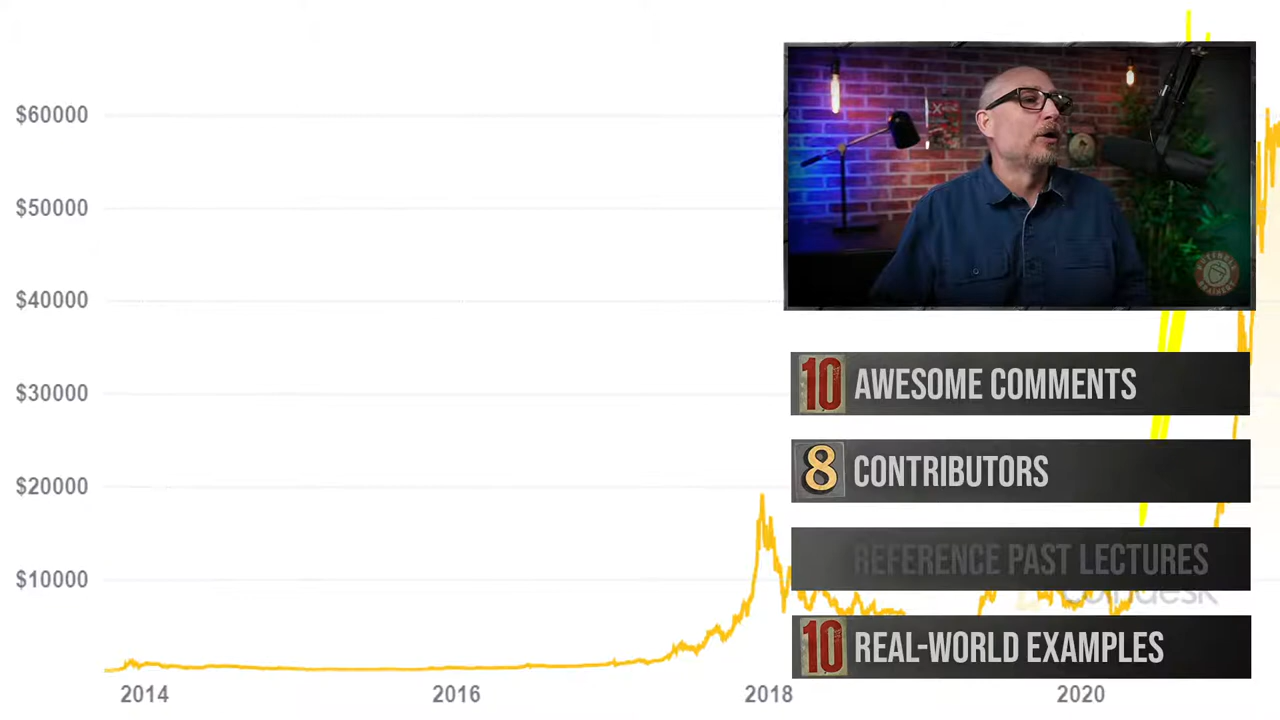 $60000
$50000
$40000
$30000
$20000
$10000
2014
2016
2018
2020
10 AWESOME COMMENTS
8 CONTRIBUTORS
REFERENCE PAST LECTURES
10 REAL-WORLD EXAMPLES